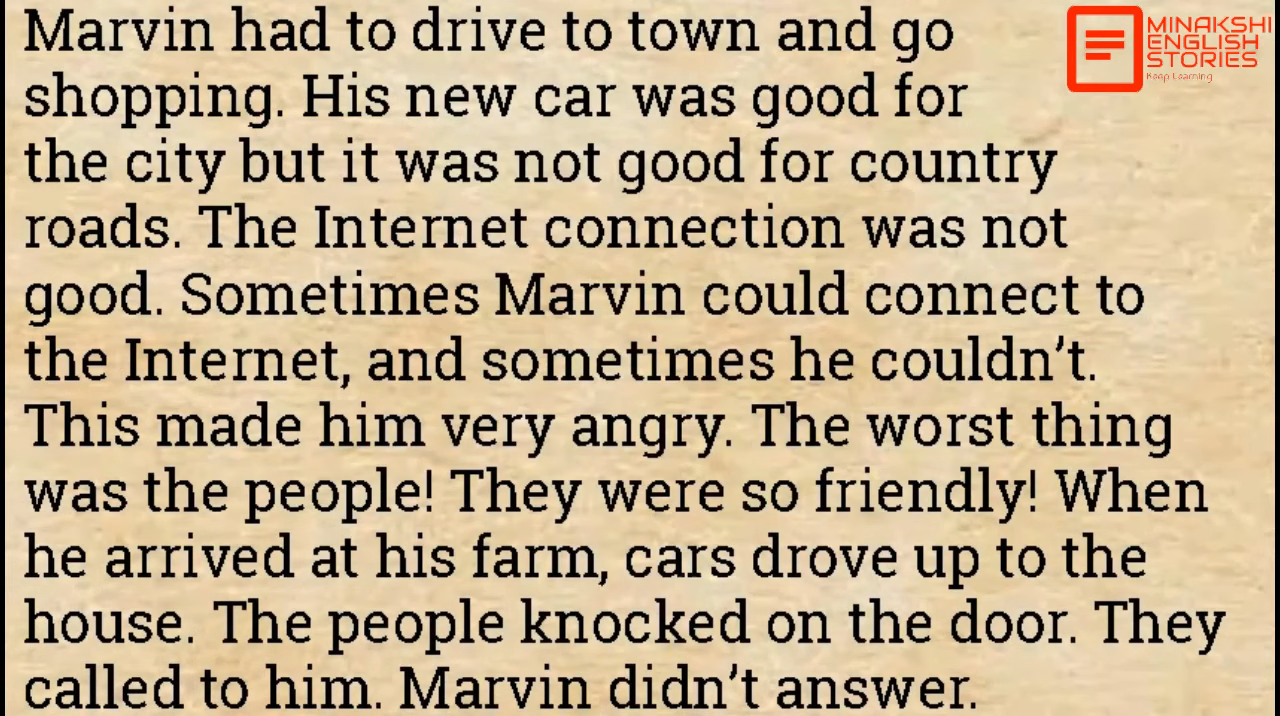 Marvin had to drive to town and go
shopping. His new car was good for
the city but it was not good for country
roads. The Internet connection was not
good. Sometimes Marvin could connect to
the Internet, and sometimes he couldn’t.
This made him very angry. The worst thing
was the people! They were so friendly! When
he arrived at his farm, cars drove up to the
house. The people knocked on the door. They
called to him. Marvin didn’t answer.
MINAKSHI
ENGLISH
STORIES
Keep Learning